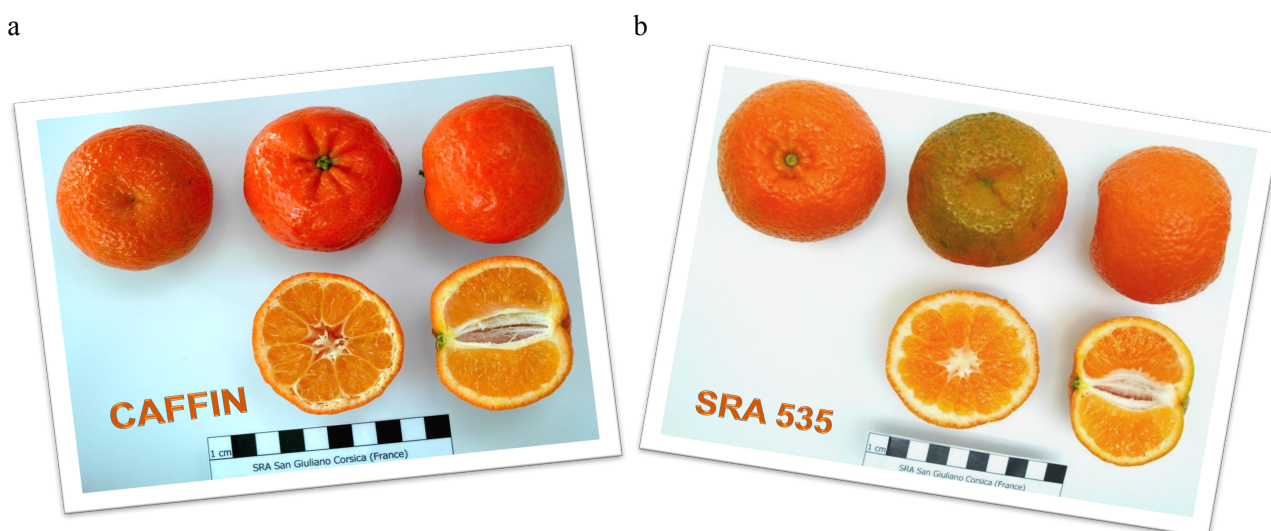 a
b
CAFFIN
1 cm
SRA San Giuliano Corsica (France)
SRA 535
1 cm
SRA San Giuliano Corsica (France)